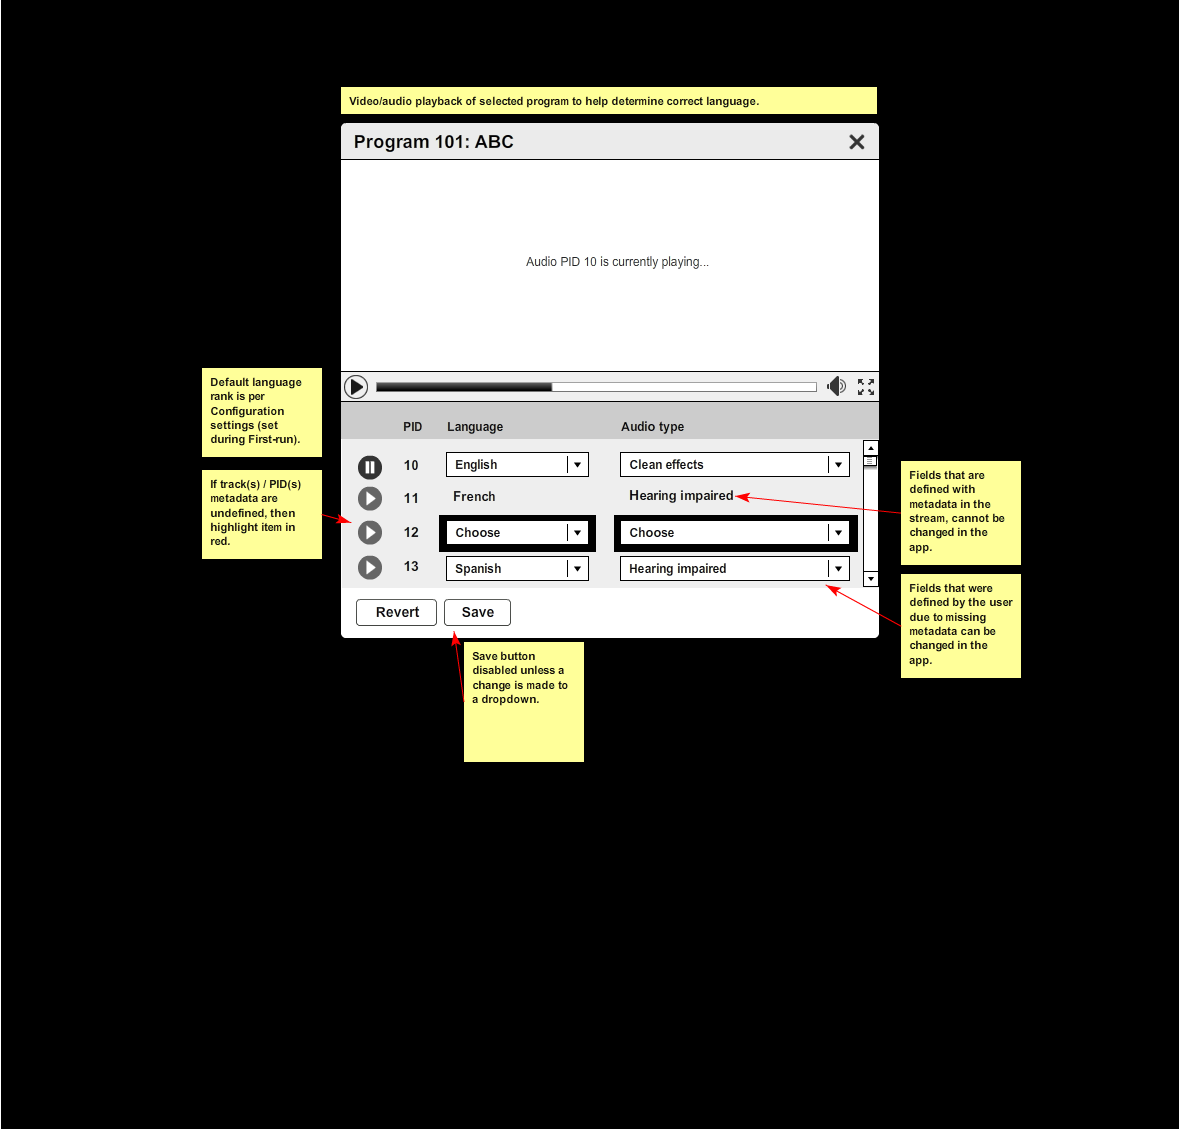 Video/audio playback of selected program to help determine correct language.
Program 101: ABC
Audio PID 10 is currently playing...
Default language
rank is per
Configuration
settings (set
during First-run).
If track(s) / PID(s)
metadata are
undefined, then
highlight item in
red.
PID Language Audio type
10 English Clean effects
11 French Hearing impaired
12 Choose Choose
13 Spanish Hearing impaired
Revert Save
Fields that are
defined with
metadata in the
stream, cannot be
changed in the
app.
Fields that were
defined by the user
due to missing
metadata can be
changed in the
app.
Save button
disabled unless a
change is made to
a dropdown.